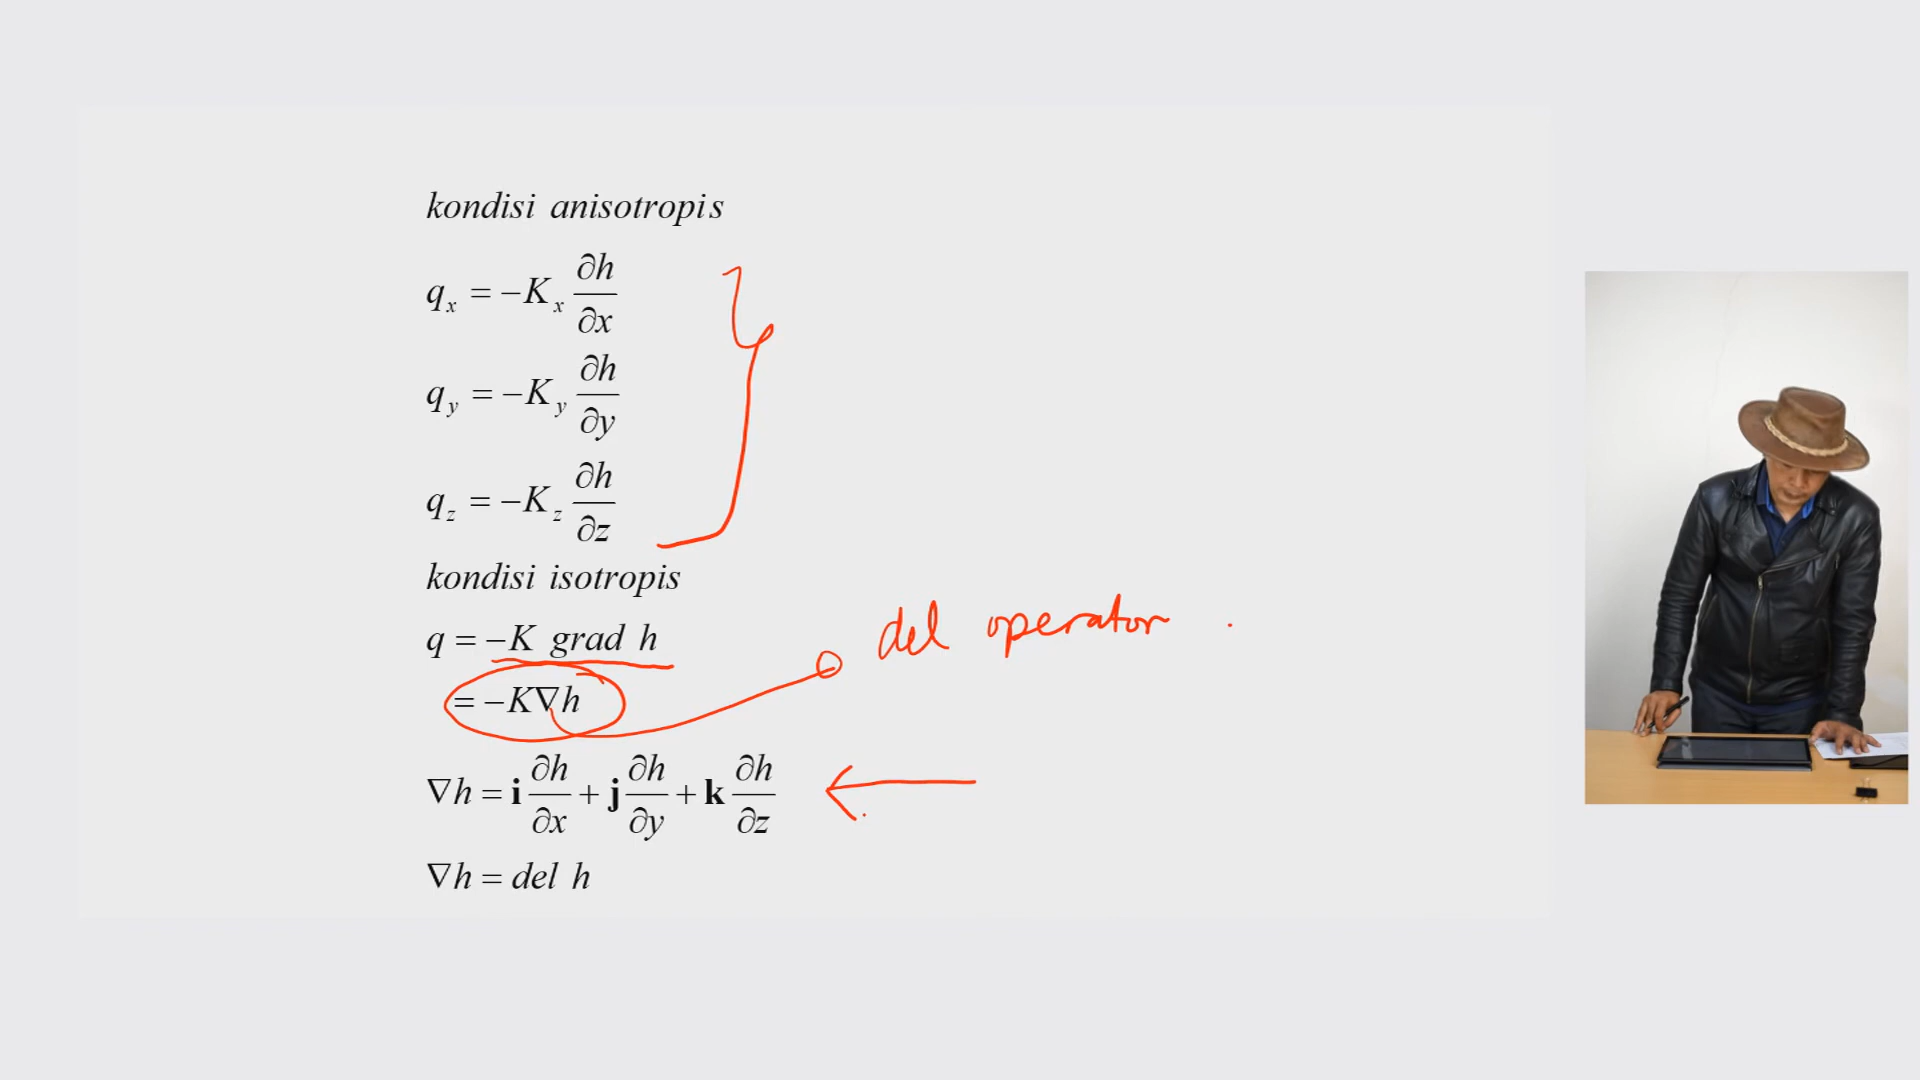 kondisi anisotropis
q_x = −K_x ∂h/∂x
q_y = −K_y ∂h/∂y
q_z = −K_z ∂h/∂z
kondisi isotropis
q = −K grad h
del operator .
= −K∇h
∇h = i ∂h/∂x + j ∂h/∂y + k ∂h/∂z
∇h = del h